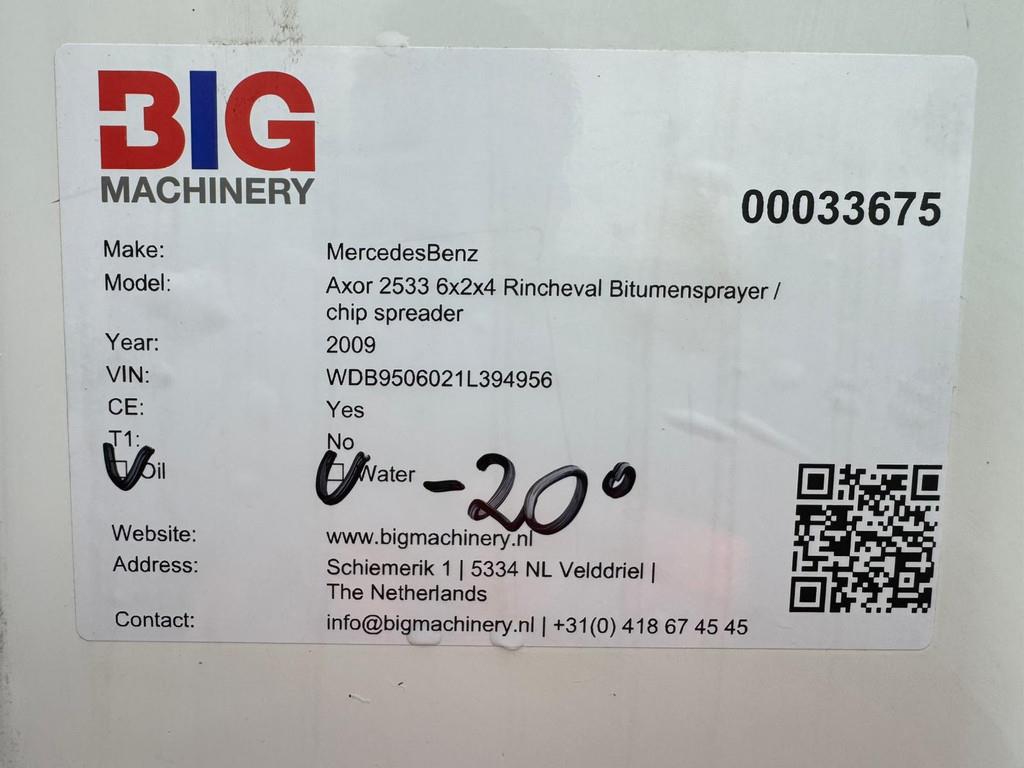 BIG
MACHINERY
00033675
Make: MercedesBenz
Model: Axor 2533 6x2x4 Rincheval Bitumensprayer /
chip spreader
Year: 2009
VIN: WDB9506021L394956
CE: Yes
T1: No
Oil Water -20°
Website: www.bigmachinery.nl
Address: Schiemerik 1 | 5334 NL Velddriel |
The Netherlands
Contact: info@bigmachinery.nl | +31(0) 418 67 45 45